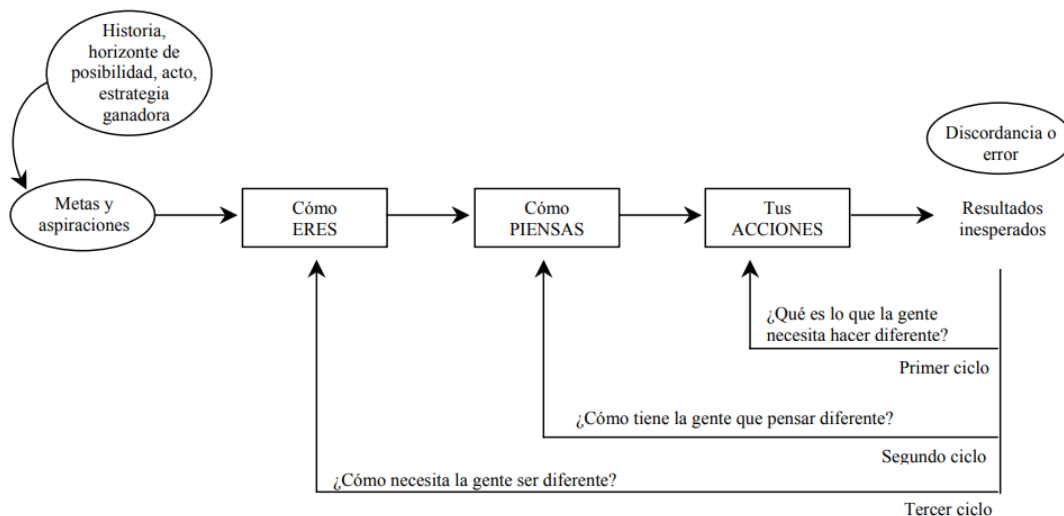 Historia,
horizonte de
posibilidad, acto,
estrategia
ganadora
Discordancia o
error
Metas y
aspiraciones
Cómo
ERES
Cómo
PIENSAS
Tus
ACCIONES
Resultados
inesperados
¿Qué es lo que la gente
necesita hacer diferente?
Primer ciclo
¿Cómo tiene la gente que pensar diferente?
Segundo ciclo
¿Cómo necesita la gente ser diferente?
Tercer ciclo